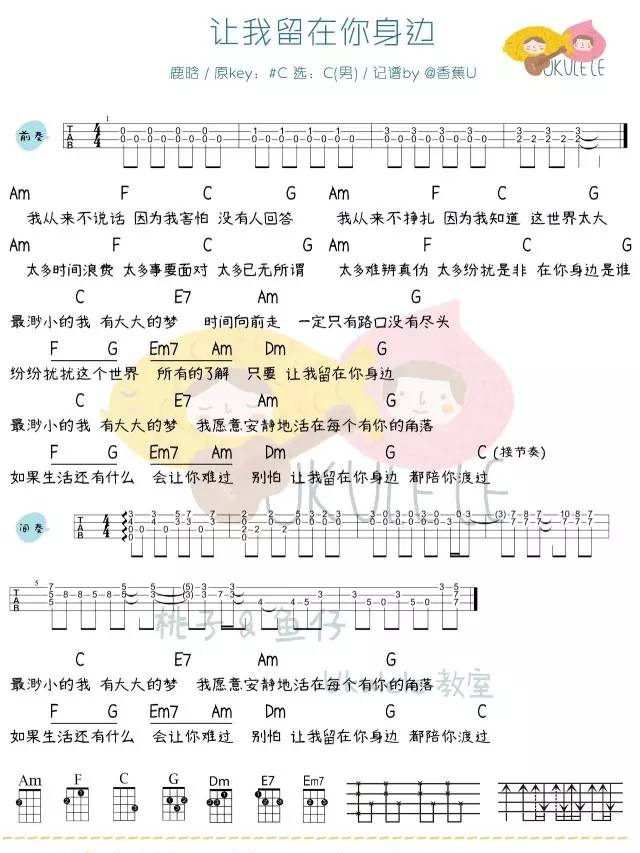 让我留在你身边
鹿晗 / 原key：#C 选：C(男) / 记谱by @香蕉U
UKULELE
前奏
Am F C G Am F C G
我从来不说话 因为我害怕 没有人回答 我从来不挣扎 因为我知道 这世界太大
Am F C G Am F C G
太多时间浪费 太多事要面对 太多已无所谓 太多难辨真伪 太多纷扰是非 在你身边是谁
C E7 Am G
最渺小的我 有大大的梦 时间向前走 一定只有路口没有尽头
F G Em7 Am Dm G
纷纷扰扰这个世界 所有的了解 只要 让我留在你身边
C E7 Am G
最渺小的我 有大大的梦 我愿意安静地活在每个有你的角落
F G Em7 Am Dm G C (接节奏)
如果生活还有什么 会让你难过 别怕 让我留在你身边 都陪你渡过
UKULELE
间奏
桃子&鱼仔
C E7 Am G
Ukulele教室
最渺小的我 有大大的梦 我愿意安静地活在每个有你的角落
F G Em7 Am Dm G C
如果生活还有什么 会让你难过 别怕 让我留在你身边 都陪你渡过
Am F C G Dm E7 Em7